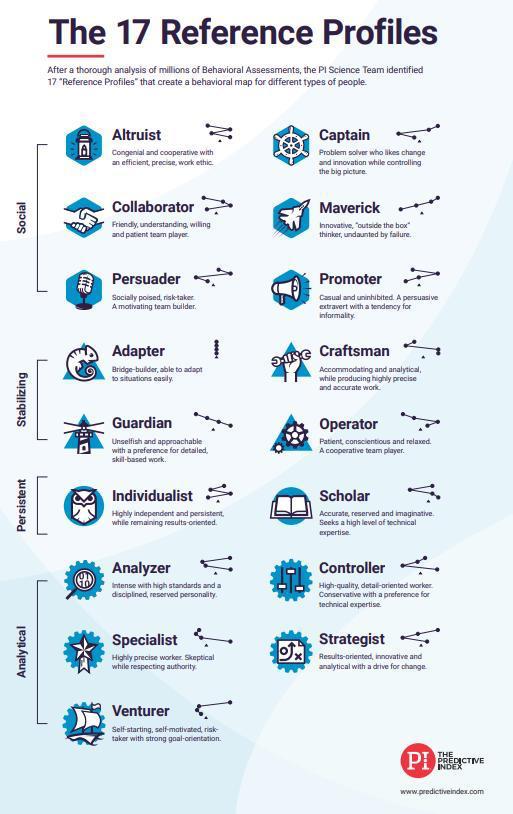 The 17 Reference Profiles
After a thorough analysis of millions of Behavioral Assessments, the PI Science Team identified
17 “Reference Profiles” that create a behavioral map for different types of people.
Social
Altruist
Congenial and cooperative with
an efficient, precise, work ethic.
Captain
Problem solver who likes change
and innovation while controlling
the big picture.
Collaborator
Friendly, understanding, willing
and patient team player.
Maverick
Innovative, “outside the box”
thinker, undaunted by failure.
Persuader
Socially poised, risk-taker.
A motivating team builder.
Promoter
Casual and uninhibited. A persuasive
extravert with a tendency for
informality.
Stabilizing
Adapter
Bridge-builder, able to adapt
to situations easily.
Craftsman
Accommodating and analytical,
while producing highly precise
and accurate work.
Guardian
Unselfish and approachable
with a preference for detailed,
skill-based work.
Operator
Patient, conscientious and relaxed.
A cooperative team player.
Persistent
Individualist
Highly independent and persistent,
while remaining results-oriented.
Scholar
Accurate, reserved and imaginative.
Seeks a high level of technical
expertise.
Analytical
Analyzer
Intense with high standards and a
disciplined, reserved personality.
Controller
High-quality, detail-oriented worker.
Conservative with a preference for
technical expertise.
Specialist
Highly precise worker. Skeptical
while respecting authority.
Strategist
Results-oriented, innovative and
analytical with a drive for change.
Venturer
Self-starting, self-motivated, risk-
taker with strong goal-orientation.
PI
THE
PREDICTIVE
INDEX
www.predictiveindex.com